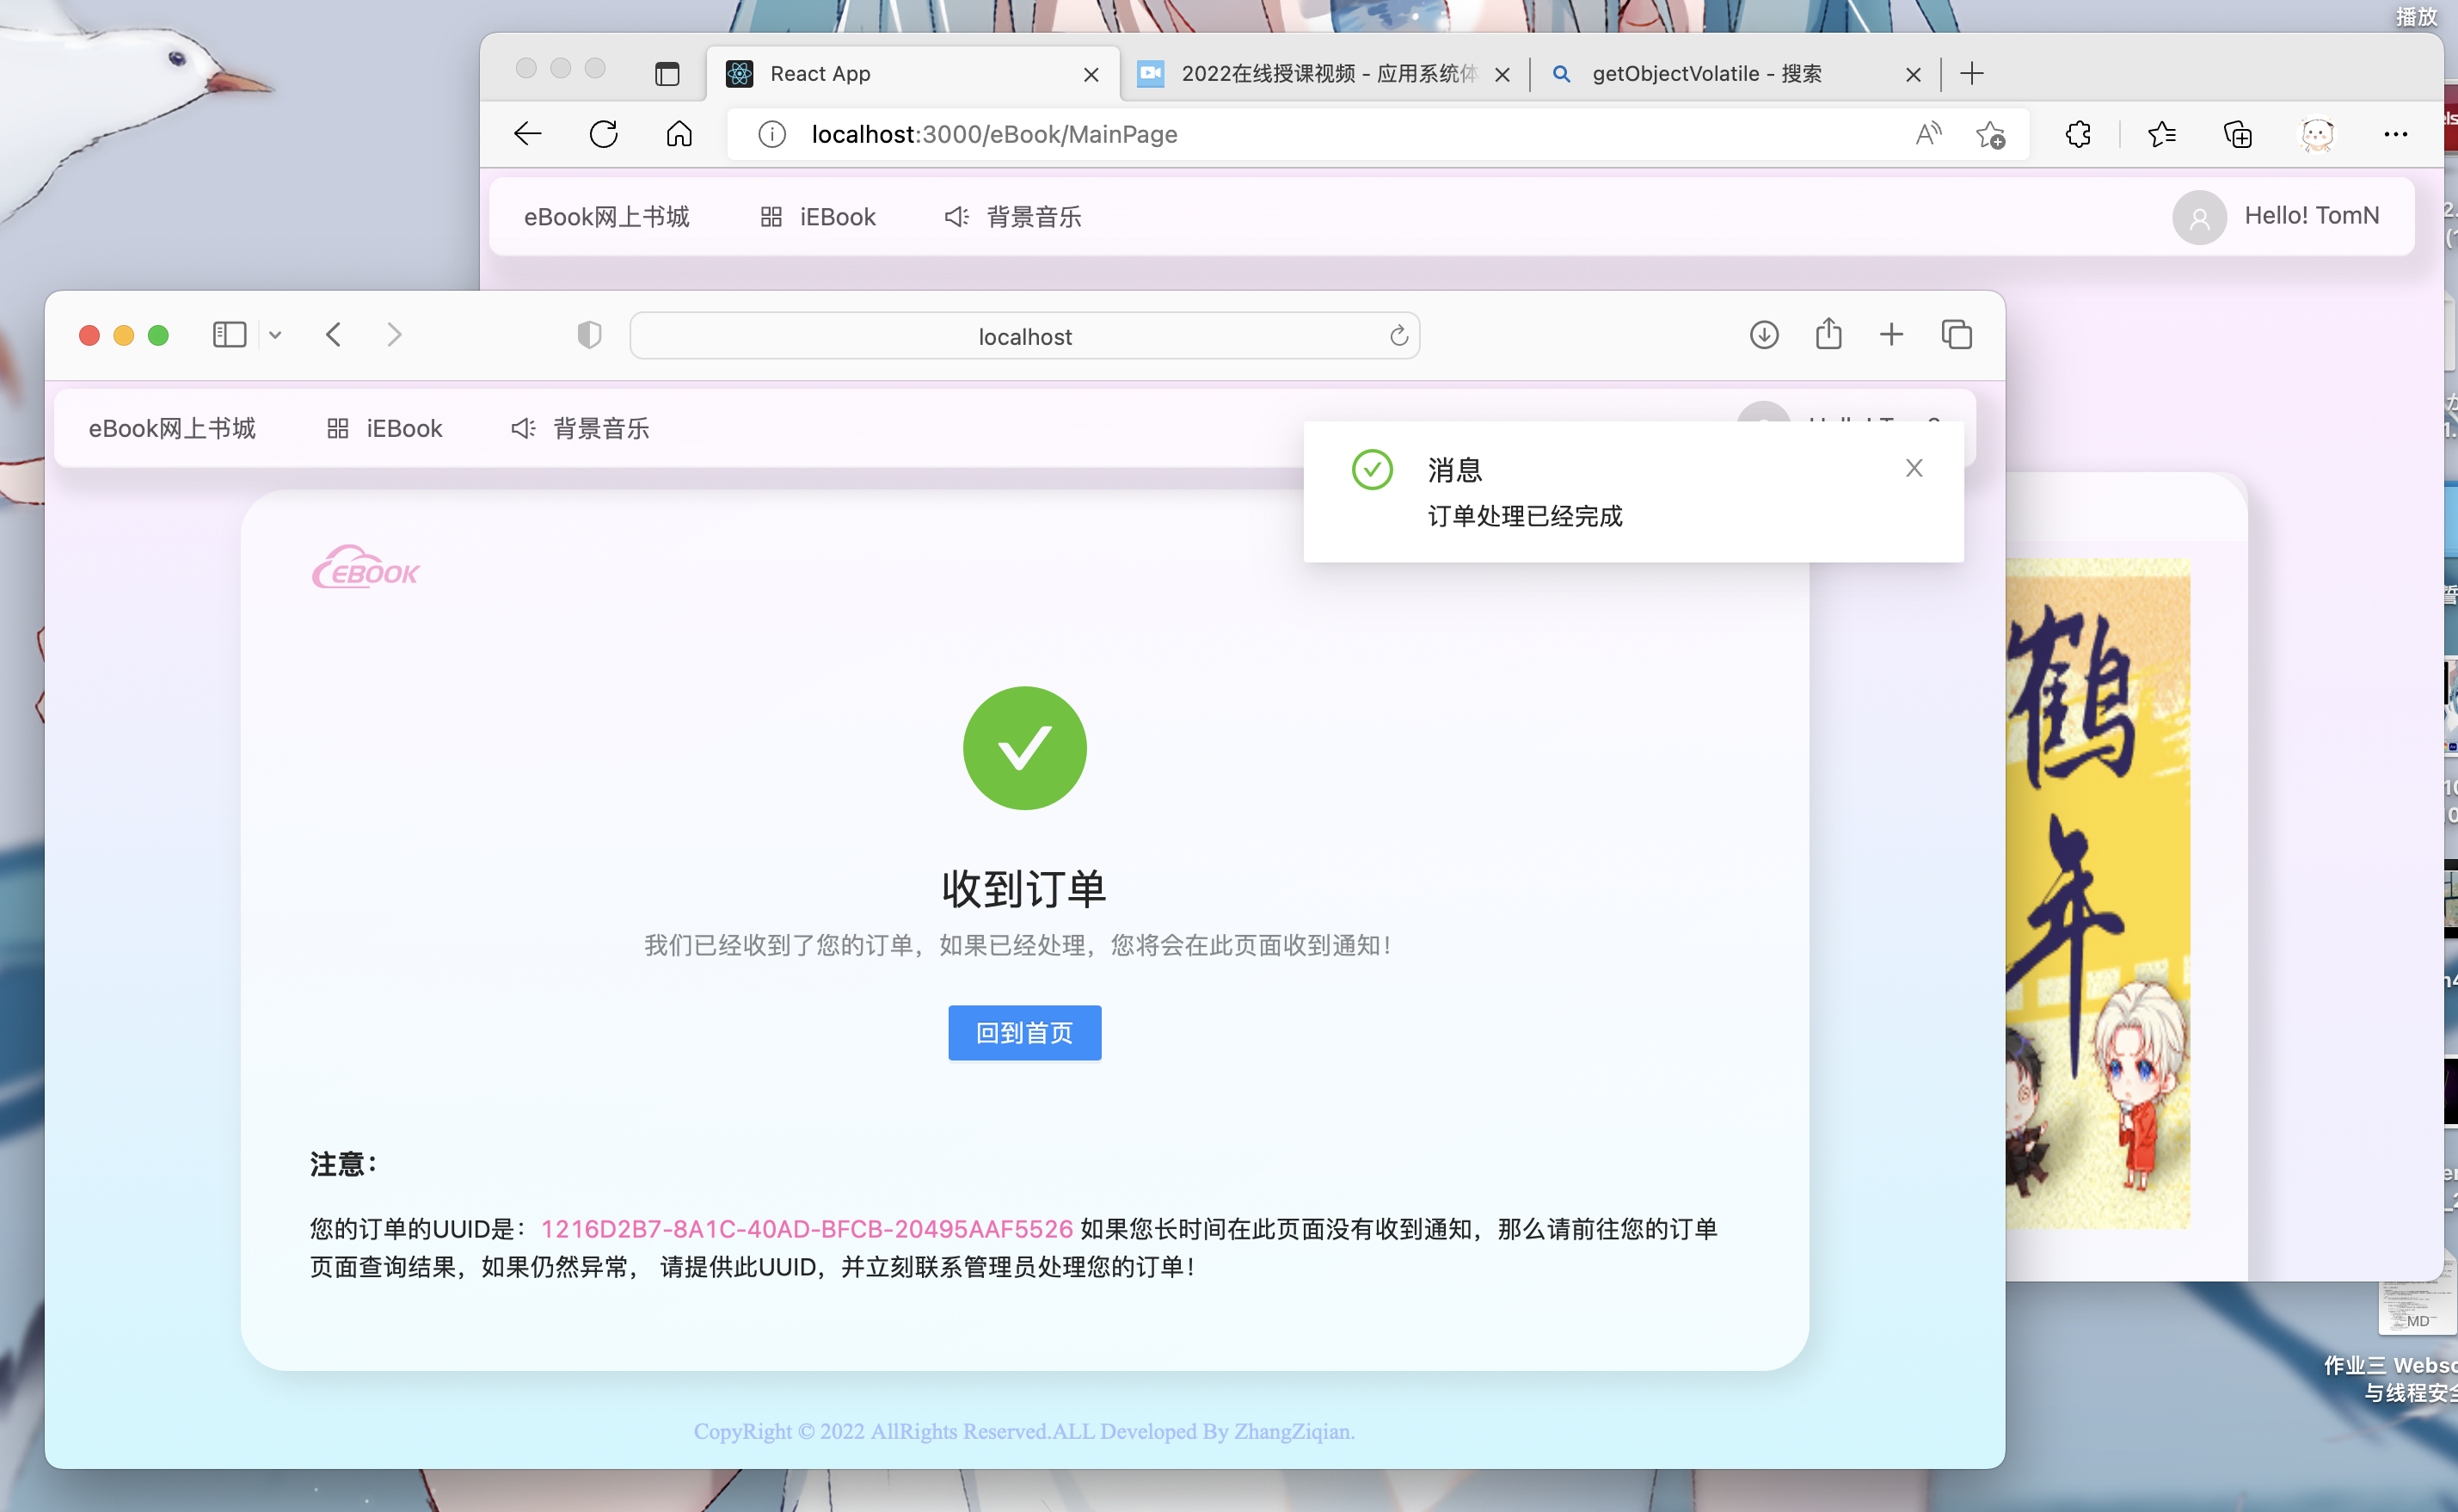 播放
React App
2022在线授课视频 - 应用系统体
getObjectVolatile - 搜索
localhost:3000/eBook/MainPage
eBook网上书城
iEBook
背景音乐
Hello! TomN
localhost
eBook网上书城
iEBook
背景音乐
消息
订单处理已经完成
EBOOK
鹤
年
收到订单
我们已经收到了您的订单，如果已经处理，您将会在此页面收到通知！
回到首页
注意：
您的订单的UUID是：1216D2B7-8A1C-40AD-BFCB-20495AAF5526 如果您长时间在此页面没有收到通知，那么请前往您的订单
页面查询结果，如果仍然异常， 请提供此UUID，并立刻联系管理员处理您的订单！
MD
作业三 Webso
与线程安全
CopyRight © 2022 AllRights Reserved.ALL Developed By ZhangZiqian.